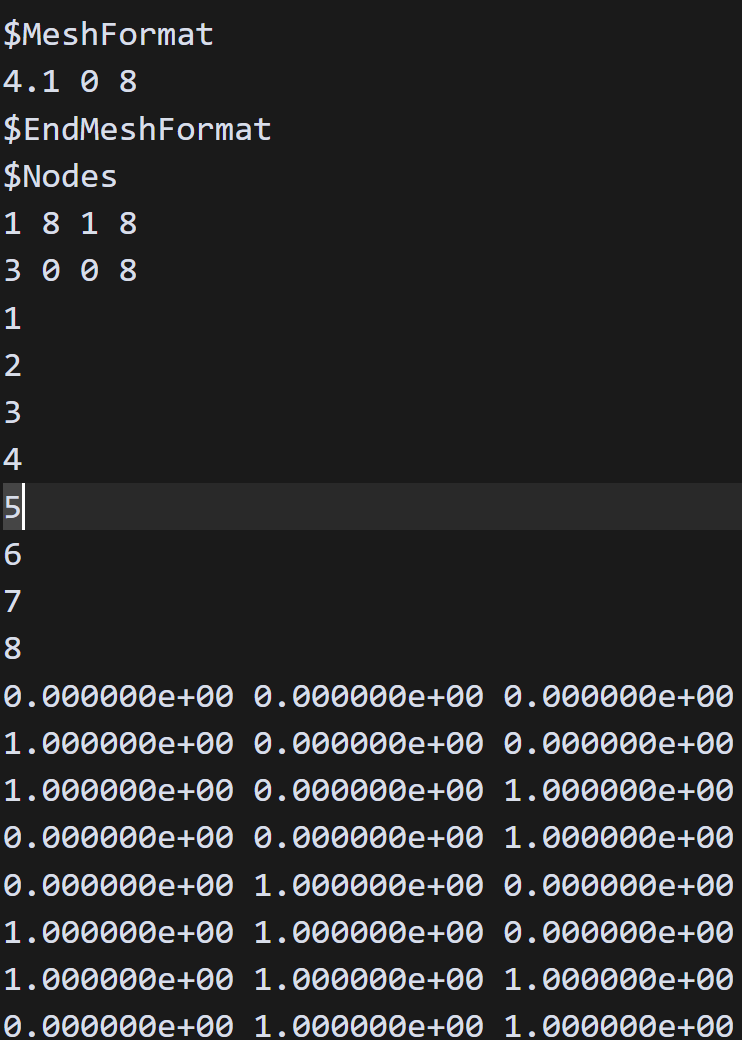 $MeshFormat
4.1 0 8
$EndMeshFormat
$Nodes
1 8 1 8
3 0 0 8
1
2
3
4
5
6
7
8
0.000000e+00 0.000000e+00 0.000000e+00
1.000000e+00 0.000000e+00 0.000000e+00
1.000000e+00 0.000000e+00 1.000000e+00
0.000000e+00 0.000000e+00 1.000000e+00
0.000000e+00 1.000000e+00 0.000000e+00
1.000000e+00 1.000000e+00 0.000000e+00
1.000000e+00 1.000000e+00 1.000000e+00
0.000000e+00 1.000000e+00 1.000000e+00